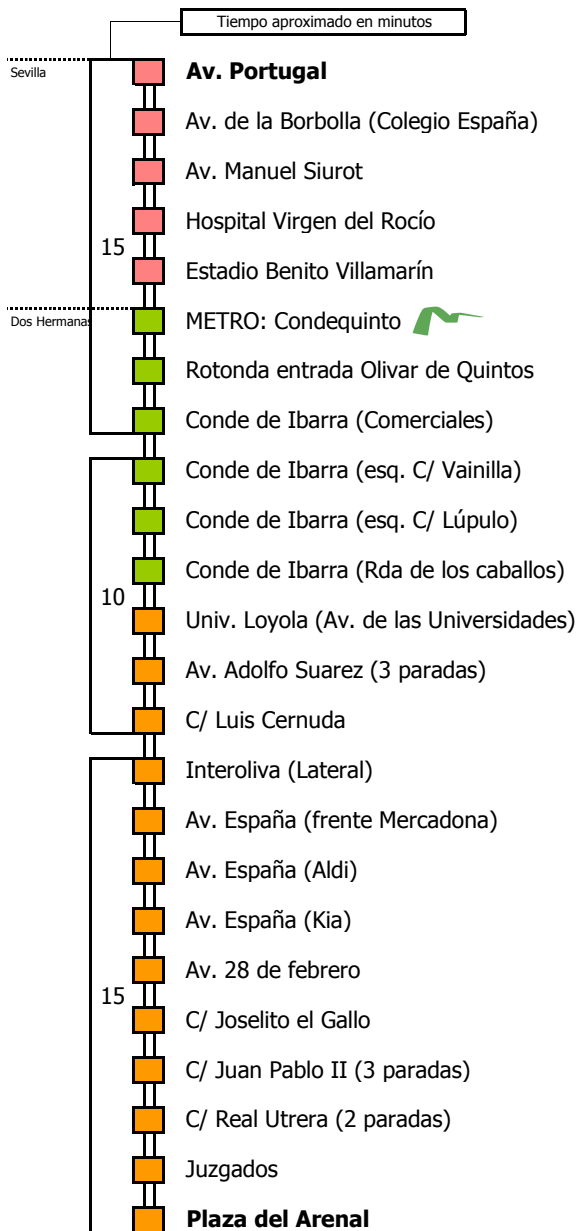 Tiempo aproximado en minutos
Sevilla
Av. Portugal
Av. de la Borbolla (Colegio España)
Av. Manuel Siurot
Hospital Virgen del Rocío
15
Estadio Benito Villamarín
Dos Hermanas
METRO: Condequinto
Rotonda entrada Olivar de Quintos
Conde de Ibarra (Comerciales)
Conde de Ibarra (esq. C/ Vainilla)
Conde de Ibarra (esq. C/ Lúpulo)
Conde de Ibarra (Rda de los caballos)
10
Univ. Loyola (Av. de las Universidades)
Av. Adolfo Suarez (3 paradas)
C/ Luis Cernuda
Interoliva (Lateral)
Av. España (frente Mercadona)
Av. España (Aldi)
Av. España (Kia)
Av. 28 de febrero
15
C/ Joselito el Gallo
C/ Juan Pablo II (3 paradas)
C/ Real Utrera (2 paradas)
Juzgados
Plaza del Arenal